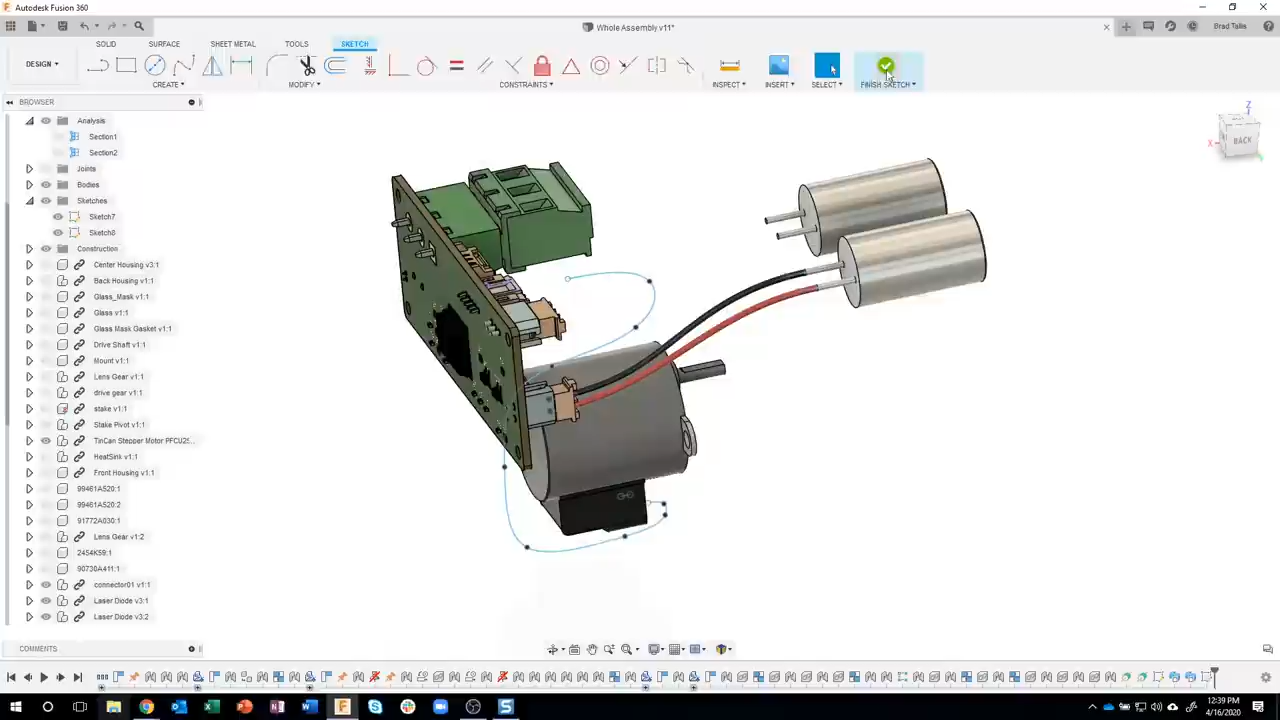 Autodesk Fusion 360
Whole Assembly v11*
Brad Tallis
SOLID
SURFACE
SHEET METAL
TOOLS
SKETCH
DESIGN
CREATE
MODIFY
CONSTRAINTS
INSPECT
INSERT
SELECT
FINISH SKETCH
BROWSER
Analysis
Section1
Section2
Joints
Bodies
Sketches
Sketch7
Sketch8
Construction
Center Housing v3:1
Back Housing v1:1
Glass_Mask v1:1
Glass v1:1
Glass Mask Gasket v1:1
Drive Shaft v1:1
Mount v1:1
Lens Gear v1:1
drive gear v1:1
stake v1:1
Stake Pivot v1:1
TinCan Stepper Motor PFCU25...
HeatSink v1:1
Front Housing v1:1
99461A520:1
99461A520:2
91772A030:1
Lens Gear v1:2
2454K59:1
90730A411:1
connector01 v1:1
Laser Diode v3:1
Laser Diode v3:2
Z
X
BACK
COMMENTS
12:39 PM
4/16/2020